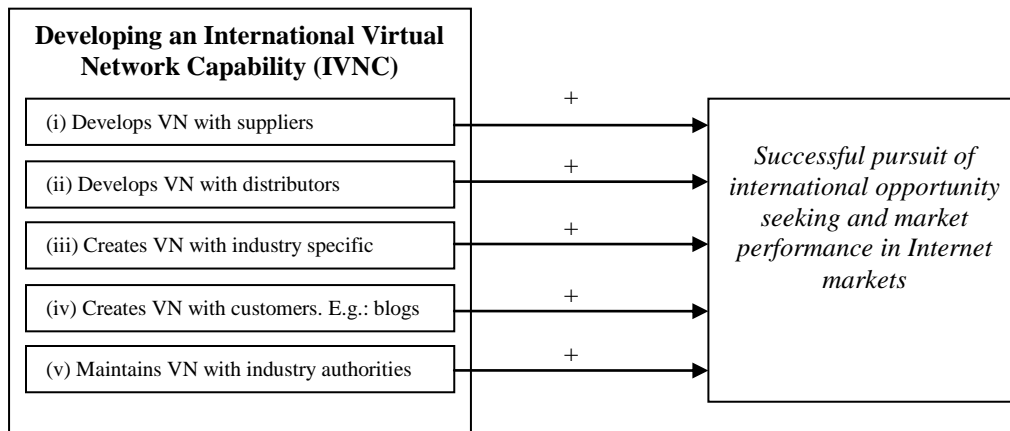 Developing an International Virtual
Network Capability (IVNC)
(i) Develops VN with suppliers
(ii) Develops VN with distributors
(iii) Creates VN with industry specific
(iv) Creates VN with customers. E.g.: blogs
(v) Maintains VN with industry authorities
+
+
+
+
+
Successful pursuit of
international opportunity
seeking and market
performance in Internet
markets